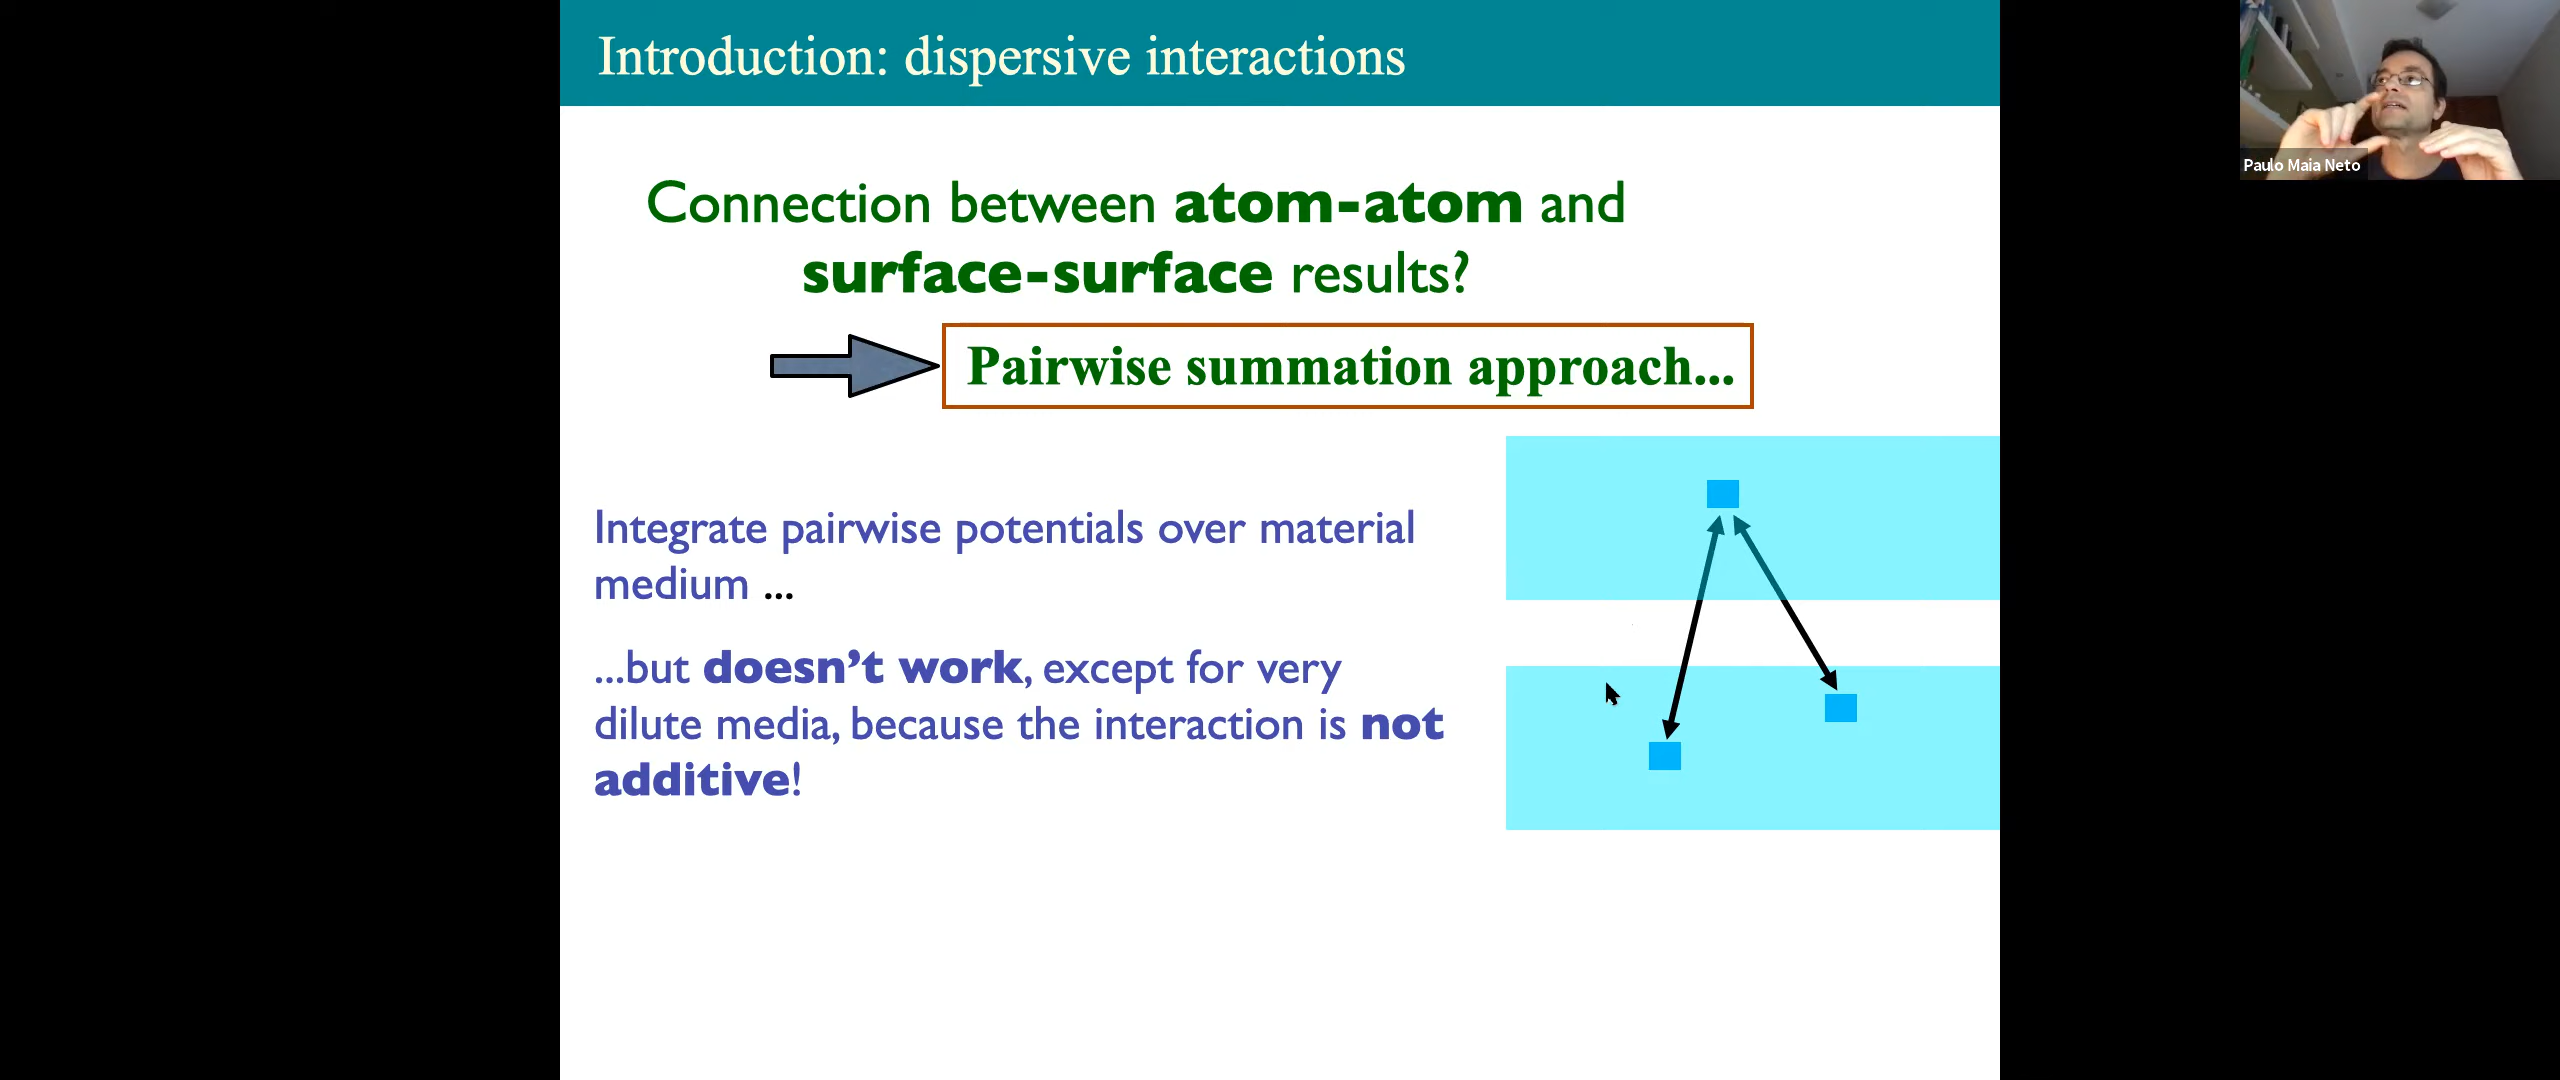 Introduction: dispersive interactions
Paulo Maia Neto
Connection between atom-atom and
surface-surface results?
Pairwise summation approach...
Integrate pairwise potentials over material
medium ...
...but doesn’t work, except for very
dilute media, because the interaction is not
additive!